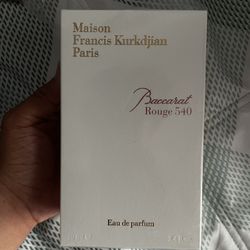 Maison
Francis Kurkdjian
Paris
Baccarat
Rouge 540
Eau de parfum